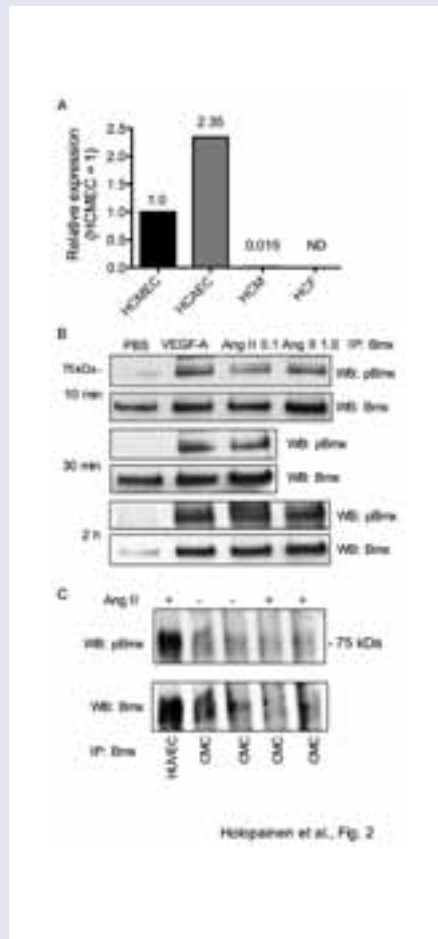 A
Relative expression
(HCMEC = 1)
2.5
2.0
1.5
1.0
0.5
0.0
1.0
2.35
0.015
ND
HCMEC
HCAEC
HCM
HCF
B
PBS VEGF-A Ang II 0.1 Ang II 1.0 IP: Bmx
75kDa-
WB: pBmx
10 min
WB: Bmx
WB: pBmx
30 min
WB: Bmx
WB: pBmx
2 h
WB: Bmx
C
Ang II + - - + +
WB: pBmx
- 75 kDa
WB: Bmx
IP: Bmx
HUVEC
CMC
CMC
CMC
CMC
Holopainen et al., Fig. 2